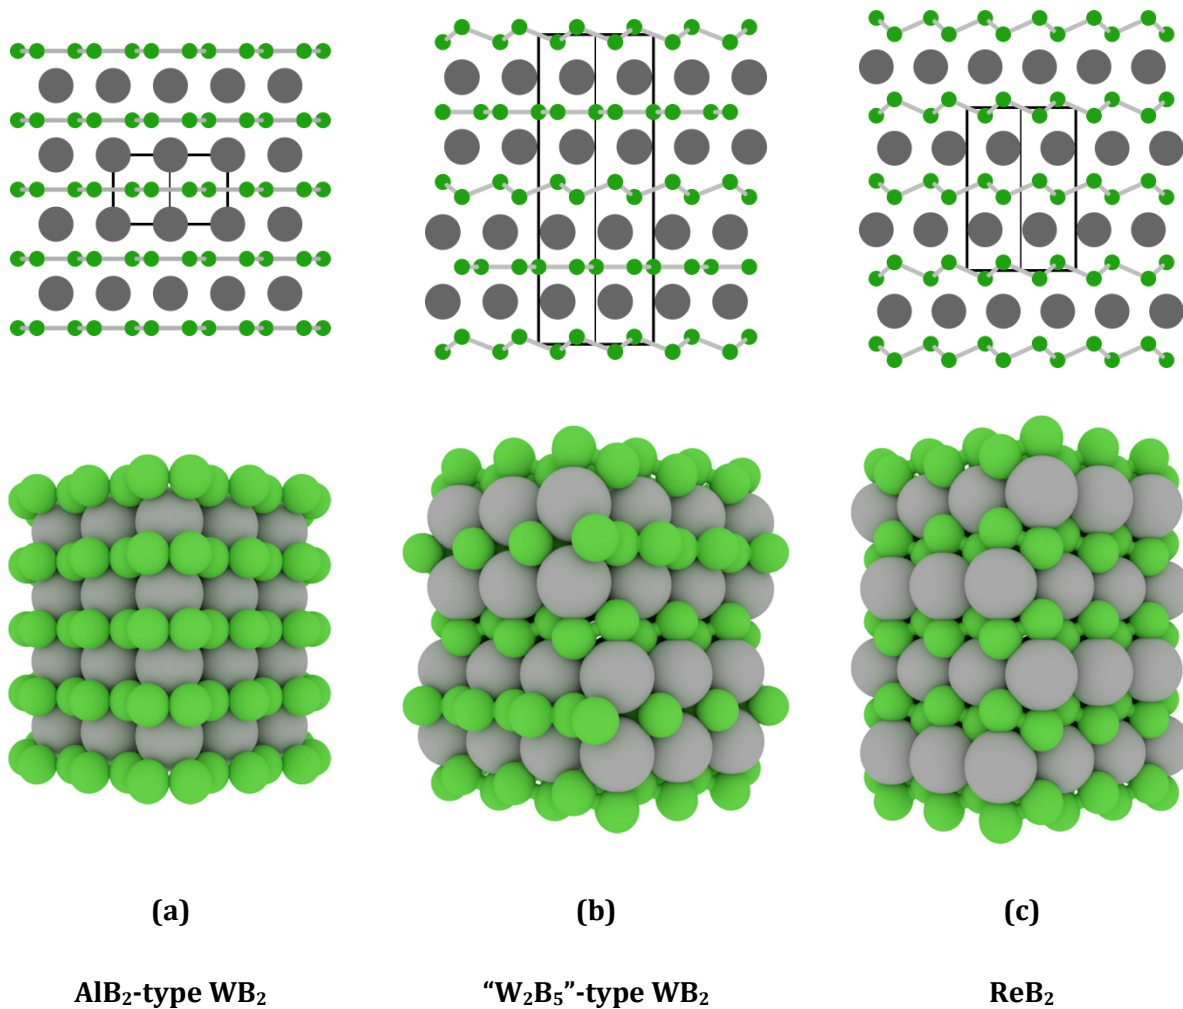 (a) (b) (c)
AlB₂-type WB₂ “W₂B₅”-type WB₂ ReB₂